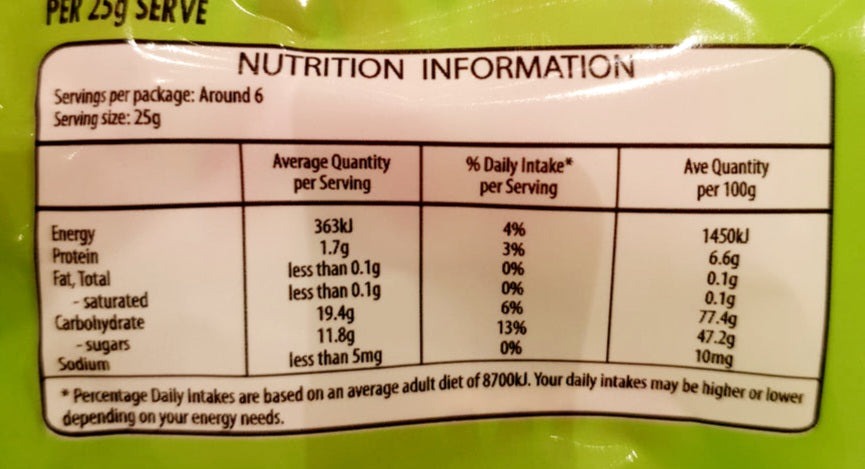 PER 25g SERVE
NUTRITION INFORMATION
Servings per package: Around 6
Serving size: 25g
Average Quantity per Serving % Daily Intake* per Serving Ave Quantity per 100g
Energy 363kJ 4% 1450kJ
Protein 1.7g 3% 6.6g
Fat, Total less than 0.1g 0% 0.1g
- saturated less than 0.1g 0% 0.1g
Carbohydrate 19.4g 6% 77.4g
- sugars 11.8g 13% 47.2g
Sodium less than 5mg 0% 10mg
* Percentage Daily Intakes are based on an average adult diet of 8700kJ. Your daily intakes may be higher or lower
depending on your energy needs.